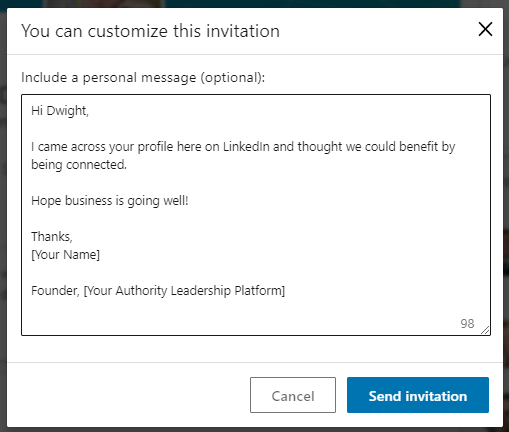 You can customize this invitation
Include a personal message (optional):
Hi Dwight,
I came across your profile here on LinkedIn and thought we could benefit by
being connected.
Hope business is going well!
Thanks,
[Your Name]
Founder, [Your Authority Leadership Platform]
98
Cancel
Send invitation